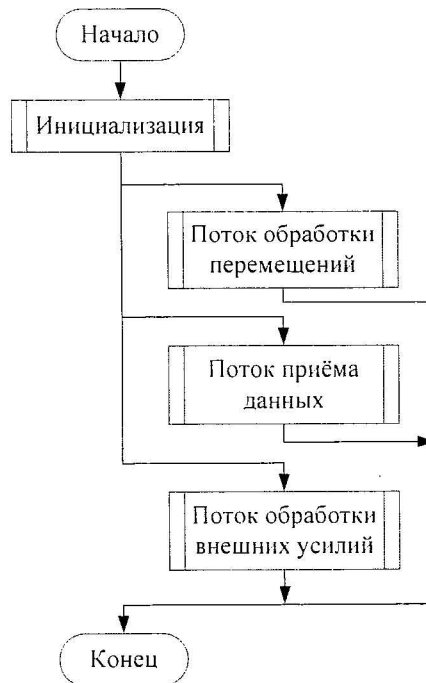 Начало
Инициализация
Поток обработки
перемещений
Поток приёма
данных
Поток обработки
внешних усилий
Конец